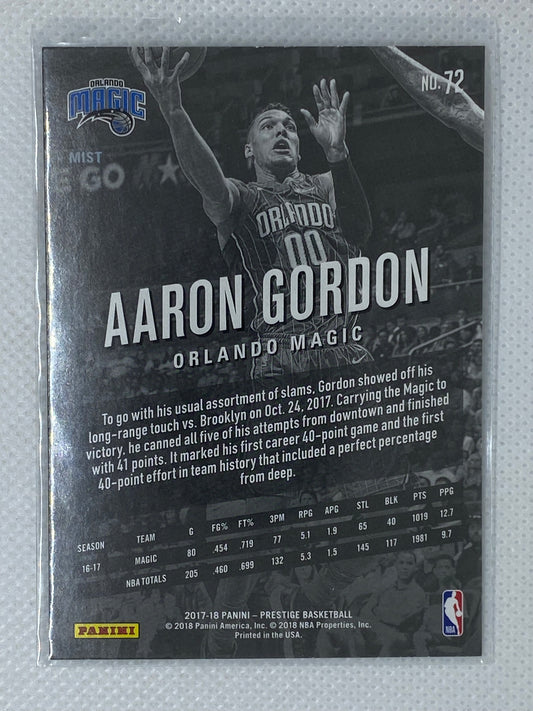 NO. 72
ORLANDO
MAGIC
MIST
GO
ORLANDO
00
AARON GORDON
ORLANDO MAGIC
To go with his usual assortment of slams, Gordon showed off his
long-range touch vs. Brooklyn on Oct. 24, 2017. Carrying the Magic to
victory, he canned all five of his attempts from downtown and finished
with 41 points. It marked his first career 40-point game and the first
40-point effort in team history that included a perfect percentage
from deep.
SEASON TEAM G FG% FT% 3PM RPG APG STL BLK PTS PPG
16-17 MAGIC 80 .454 .719 77 5.1 1.9 65 40 1019 12.7
NBA TOTALS 205 .460 .699 132 5.3 1.5 145 117 1981 9.7
2017-18 PANINI – PRESTIGE BASKETBALL
© 2018 Panini America, Inc. © 2018 NBA Properties, Inc.
Printed in the USA.
PANINI
NBA